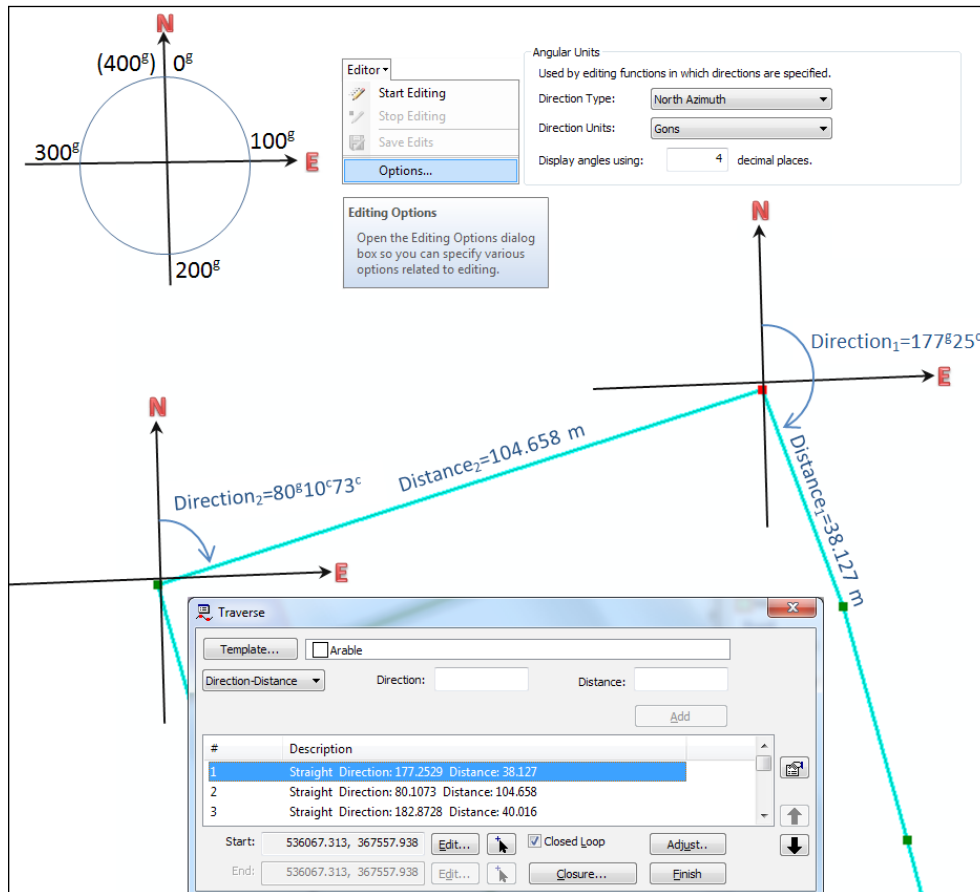 N
(400ᵍ) 0ᵍ
300ᵍ
100ᵍ
E
200ᵍ
Editor
Start Editing
Stop Editing
Save Edits
Options...
Editing Options
Open the Editing Options dialog
box so you can specify various
options related to editing.
Angular Units
Used by editing functions in which directions are specified.
Direction Type: North Azimuth
Direction Units: Gons
Display angles using: 4 decimal places.
N
Direction₁=177ᵍ25ᶜ
E
Distance₁=38.127 m
Distance₂=104.658 m
N
Direction₂=80ᵍ10ᶜ73ᶜ
E
Traverse
Template... Arable
Direction-Distance Direction: Distance:
Add
# Description
1 Straight Direction: 177.2529 Distance: 38.127
2 Straight Direction: 80.1073 Distance: 104.658
3 Straight Direction: 182.8728 Distance: 40.016
Start: 536067.313, 367557.938 Edit... Closed Loop Adjust..
End: 536067.313, 367557.938 Edit... Closure... Finish